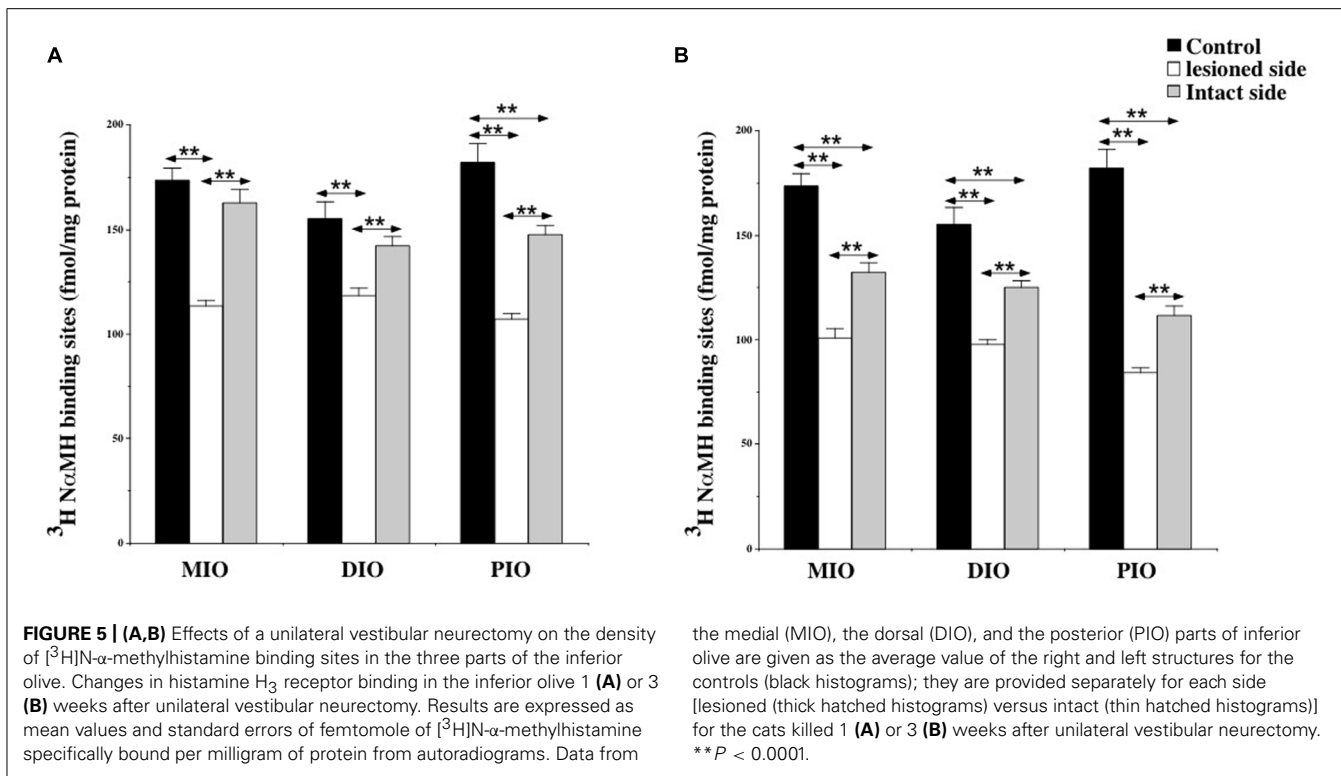 A
B
Control
lesioned side
Intact side
³H NαMH binding sites (fmol/mg protein)
200
150
100
50
0
** ** ** ** ** ** **
MIO DIO PIO
³H NαMH binding sites (fmol/mg protein)
200
150
100
50
0
** ** ** ** ** ** ** ** **
MIO DIO PIO
FIGURE 5 | (A,B) Effects of a unilateral vestibular neurectomy on the density
of [³H]N-α-methylhistamine binding sites in the three parts of the inferior
olive. Changes in histamine H₃ receptor binding in the inferior olive 1 (A) or 3
(B) weeks after unilateral vestibular neurectomy. Results are expressed as
mean values and standard errors of femtomole of [³H]N-α-methylhistamine
specifically bound per milligram of protein from autoradiograms. Data from
the medial (MIO), the dorsal (DIO), and the posterior (PIO) parts of inferior
olive are given as the average value of the right and left structures for the
controls (black histograms); they are provided separately for each side
[lesioned (thick hatched histograms) versus intact (thin hatched histograms)]
for the cats killed 1 (A) or 3 (B) weeks after unilateral vestibular neurectomy.
**P < 0.0001.